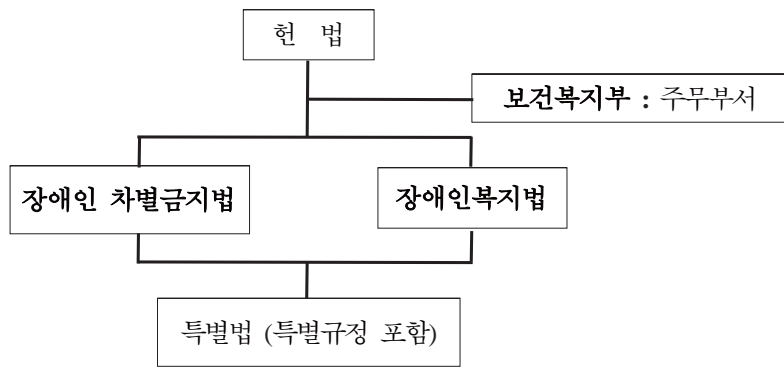 헌 법
보건복지부 : 주무부서
장애인 차별금지법
장애인복지법
특별법 (특별규정 포함)